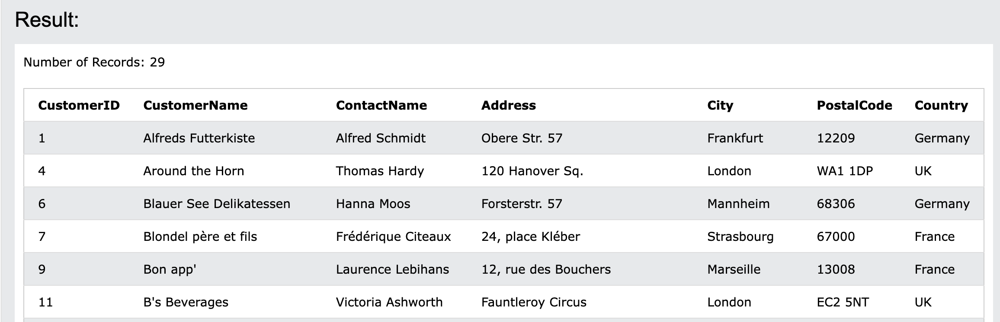 Result:
Number of Records: 29
CustomerID CustomerName ContactName Address City PostalCode Country
1 Alfreds Futterkiste Alfred Schmidt Obere Str. 57 Frankfurt 12209 Germany
4 Around the Horn Thomas Hardy 120 Hanover Sq. London WA1 1DP UK
6 Blauer See Delikatessen Hanna Moos Forsterstr. 57 Mannheim 68306 Germany
7 Blondel père et fils Frédérique Citeaux 24, place Kléber Strasbourg 67000 France
9 Bon app' Laurence Lebihans 12, rue des Bouchers Marseille 13008 France
11 B's Beverages Victoria Ashworth Fauntleroy Circus London EC2 5NT UK